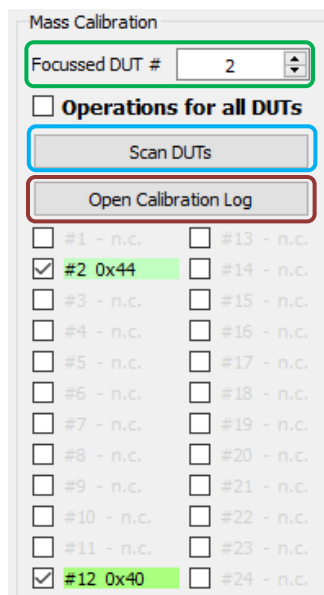 Mass Calibration
Focussed DUT # 2
Operations for all DUTs
Scan DUTs
Open Calibration Log
#1 - n.c. #13 - n.c.
#2 0x44 #14 - n.c.
#3 - n.c. #15 - n.c.
#4 - n.c. #16 - n.c.
#5 - n.c. #17 - n.c.
#6 - n.c. #18 - n.c.
#7 - n.c. #19 - n.c.
#8 - n.c. #20 - n.c.
#9 - n.c. #21 - n.c.
#10 - n.c. #22 - n.c.
#11 - n.c. #23 - n.c.
#12 0x40 #24 - n.c.